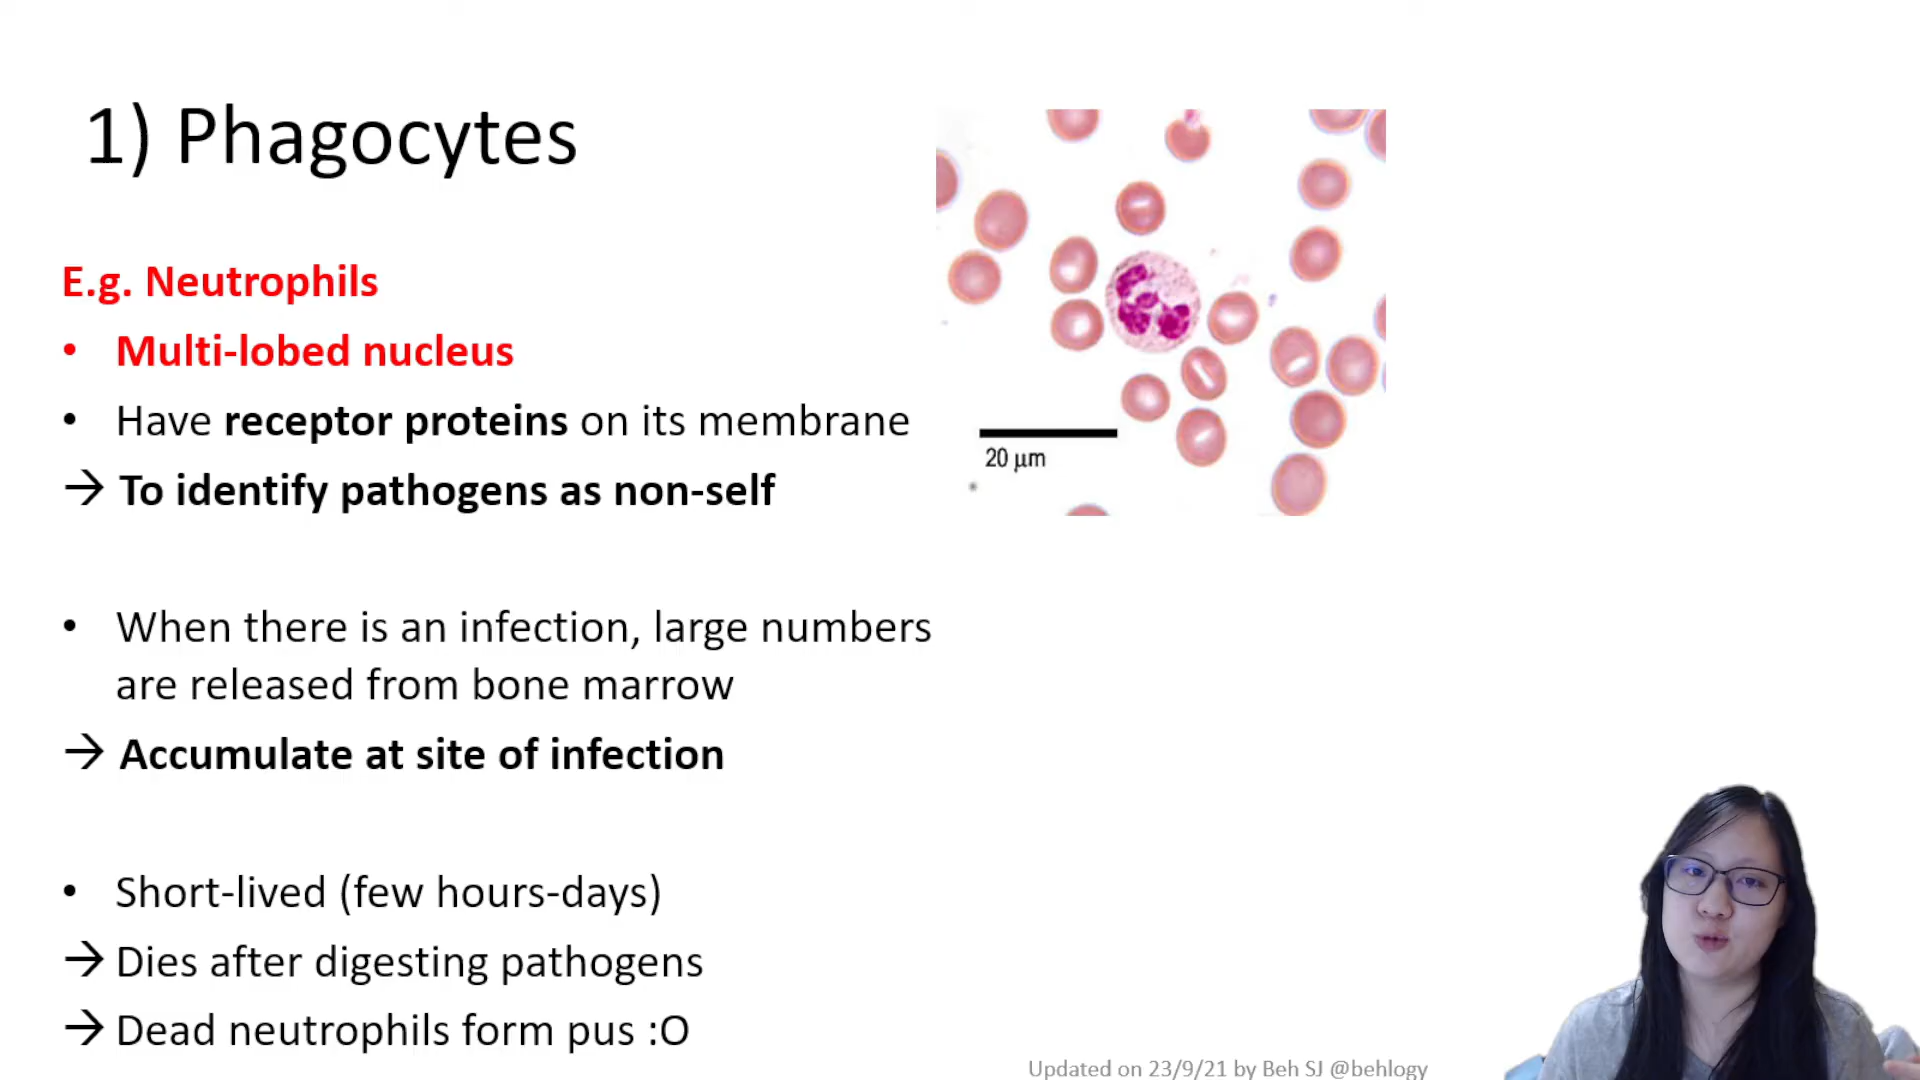 1) Phagocytes
E.g. Neutrophils
• Multi-lobed nucleus
• Have receptor proteins on its membrane
→ To identify pathogens as non-self
20 µm
• When there is an infection, large numbers
are released from bone marrow
→ Accumulate at site of infection
• Short-lived (few hours-days)
→ Dies after digesting pathogens
→ Dead neutrophils form pus :O
Updated on 23/9/21 by Beh SJ @behlogy